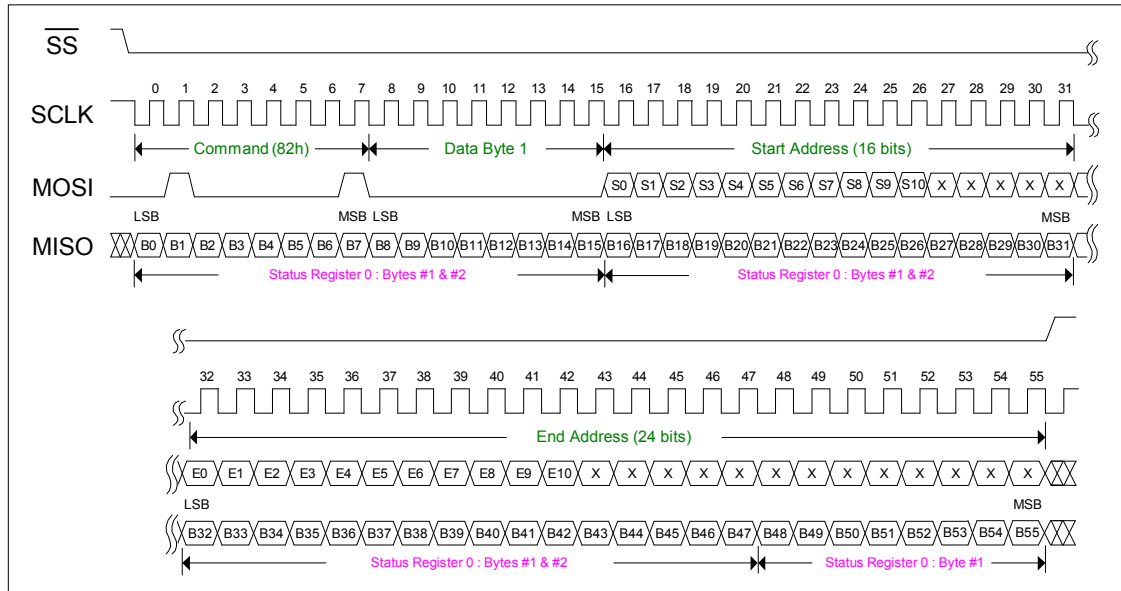 SS
0 1 2 3 4 5 6 7 8 9 10 11 12 13 14 15 16 17 18 19 20 21 22 23 24 25 26 27 28 29 30 31
SCLK
Command (82h) Data Byte 1 Start Address (16 bits)
MOSI S0 S1 S2 S3 S4 S5 S6 S7 S8 S9 S10 X X X X X
LSB MSB LSB MSB LSB MSB
MISO B0 B1 B2 B3 B4 B5 B6 B7 B8 B9 B10 B11 B12 B13 B14 B15 B16 B17 B18 B19 B20 B21 B22 B23 B24 B25 B26 B27 B28 B29 B30 B31
Status Register 0 : Bytes #1 & #2 Status Register 0 : Bytes #1 & #2
32 33 34 35 36 37 38 39 40 41 42 43 44 45 46 47 48 49 50 51 52 53 54 55
End Address (24 bits)
E0 E1 E2 E3 E4 E5 E6 E7 E8 E9 E10 X X X X X X X X X X X X X
LSB MSB
B32 B33 B34 B35 B36 B37 B38 B39 B40 B41 B42 B43 B44 B45 B46 B47 B48 B49 B50 B51 B52 B53 B54 B55
Status Register 0 : Bytes #1 & #2 Status Register 0 : Byte #1